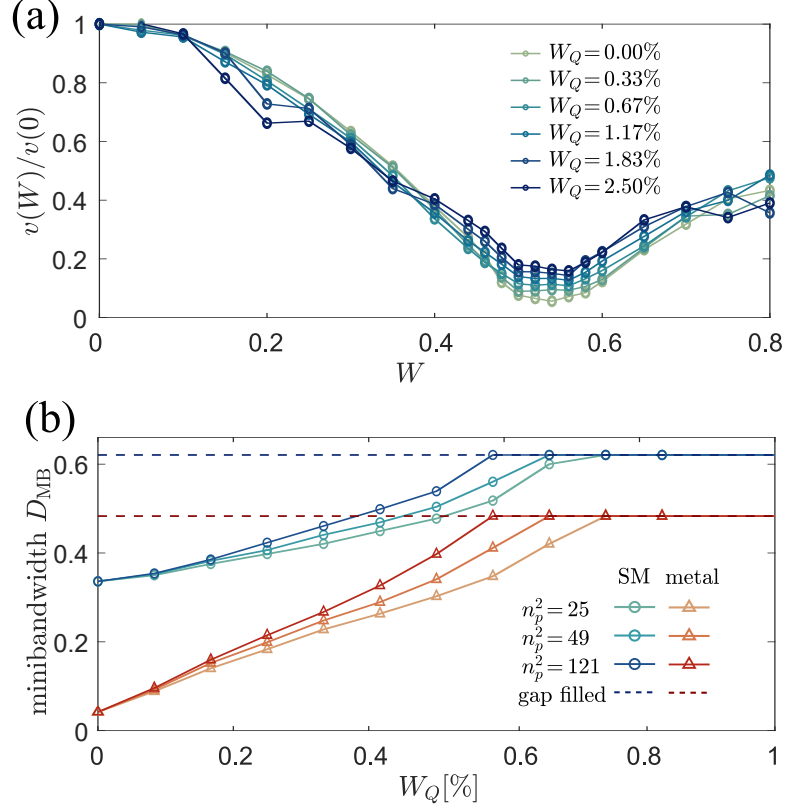 (a)
1
0.8
0.6
0.4
0.2
0
v(W)/v(0)
W_Q = 0.00%
W_Q = 0.33%
W_Q = 0.67%
W_Q = 1.17%
W_Q = 1.83%
W_Q = 2.50%
0 0.2 0.4 0.6 0.8
W
(b)
0.6
0.4
0.2
0
minibandwidth D_MB
SM metal
n_p^2 = 25
n_p^2 = 49
n_p^2 = 121
gap filled
0 0.2 0.4 0.6 0.8 1
W_Q[%]